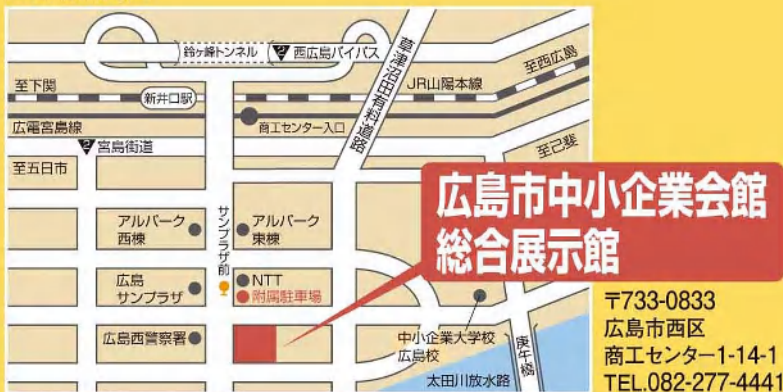 鈴ヶ峰トンネル
2
西広島バイパス
草津沼田有料道路
至西広島
至下関
新井口駅
JR山陽本線
広電宮島線
商工センター入口
2
宮島街道
至己斐
至五日市
アルパーク
西棟
サンプラザ前
アルパーク
東棟
広島市中小企業会館
総合展示館
広島
サンプラザ
NTT
附属駐車場
広島西警察署
中小企業大学校
広島校
庚午橋
太田川放水路
〒733-0833
広島市西区
商工センター1-14-1
TEL.082-277-4441